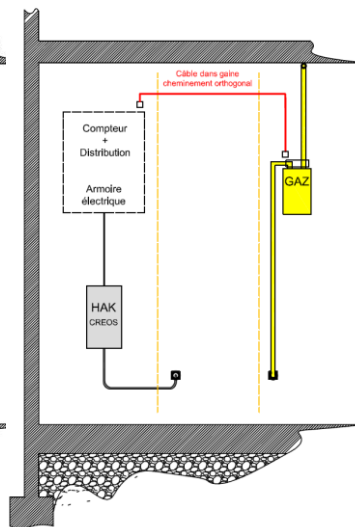 Câble dans gaine
cheminement orthogonal
Compteur
+
Distribution
Armoire
électrique
GAZ
HAK
CREOS